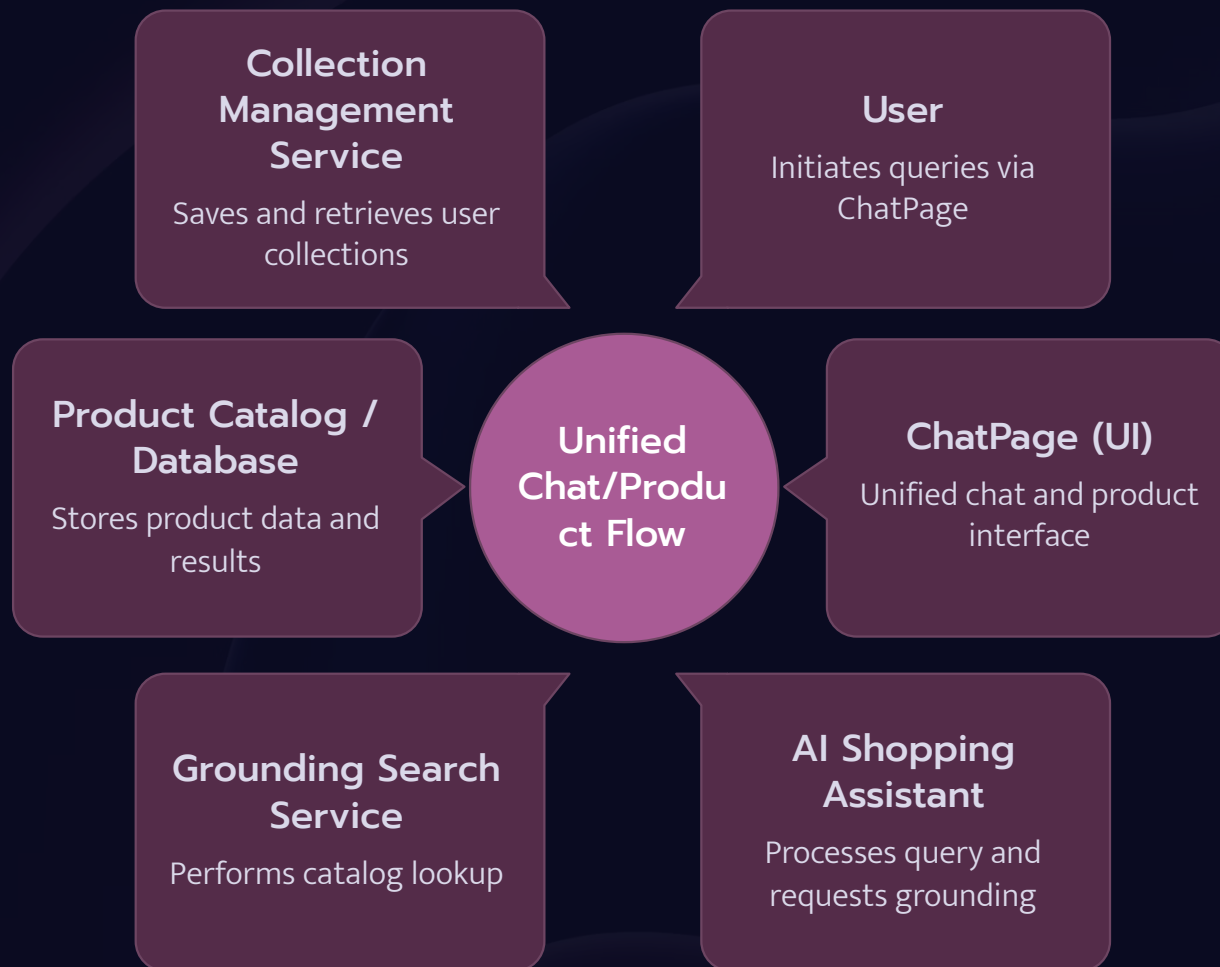 Collection
Management
Service
Saves and retrieves user
collections
User
Initiates queries via
ChatPage
Product Catalog /
Database
Stores product data and
results
Unified
Chat/Produ
ct Flow
ChatPage (UI)
Unified chat and product
interface
Grounding Search
Service
Performs catalog lookup
AI Shopping
Assistant
Processes query and
requests grounding